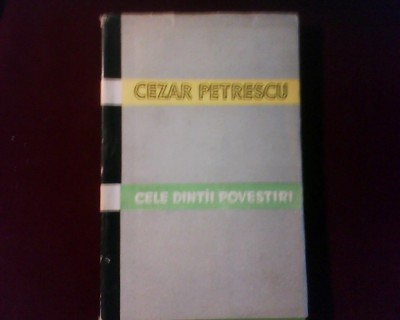 CEZAR PETRESCU
CELE DINTÎI POVESTIRI